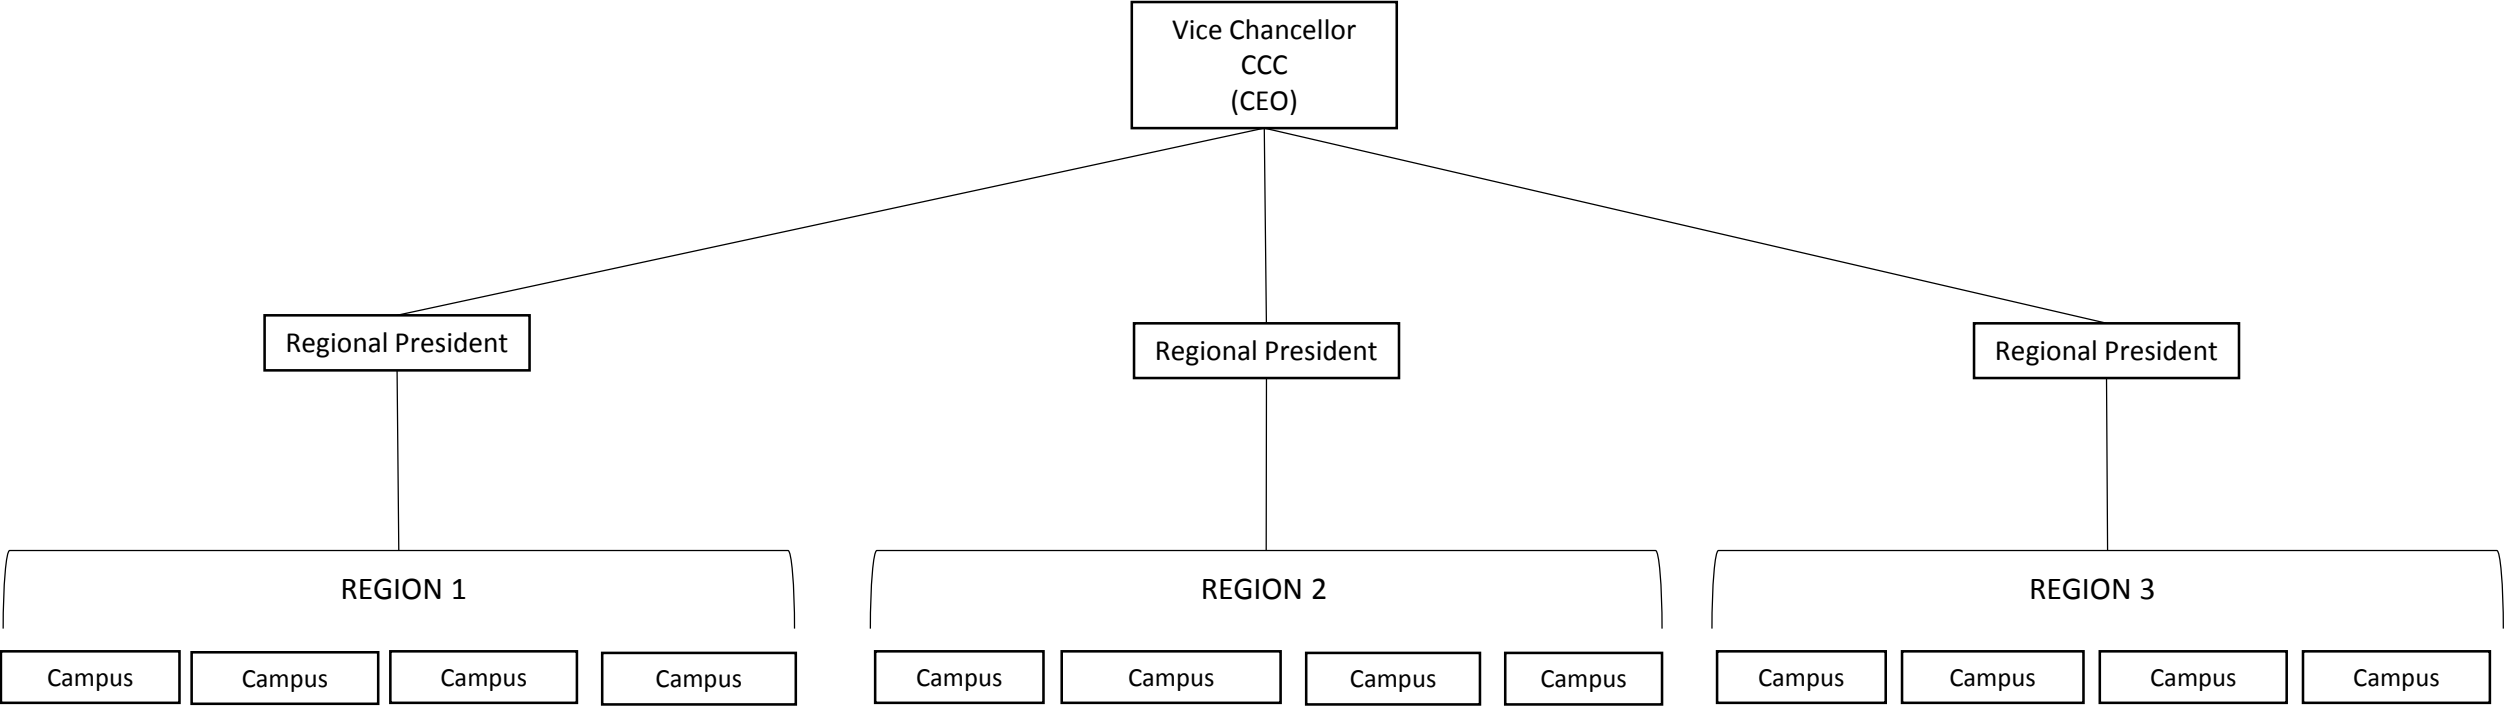 Vice Chancellor
CCC
(CEO)
Regional President
Regional President
Regional President
REGION 1
REGION 2
REGION 3
Campus
Campus
Campus
Campus
Campus
Campus
Campus
Campus
Campus
Campus
Campus
Campus